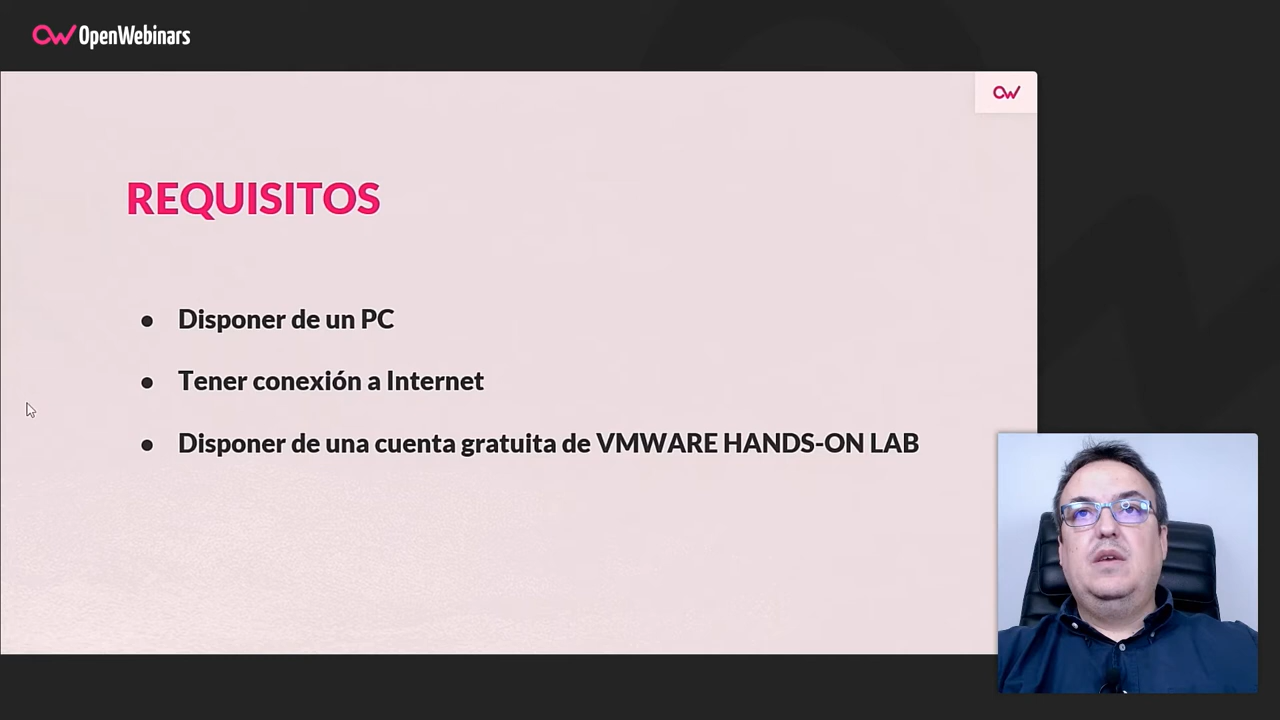 OpenWebinars
REQUISITOS
● Disponer de un PC
● Tener conexión a Internet
● Disponer de una cuenta gratuita de VMWARE HANDS-ON LAB